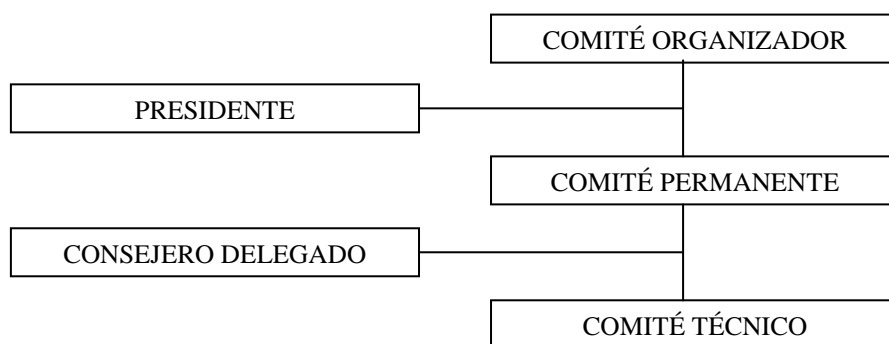 COMITÉ ORGANIZADOR
PRESIDENTE
COMITÉ PERMANENTE
CONSEJERO DELEGADO
COMITÉ TÉCNICO